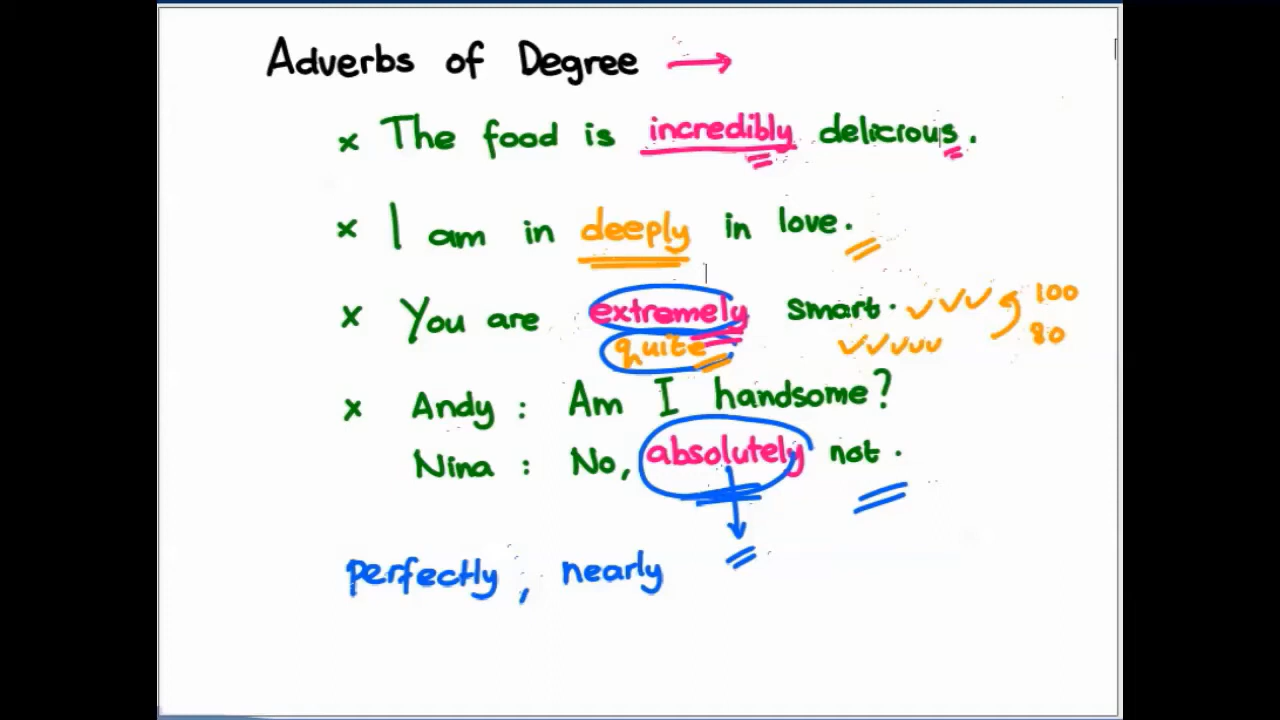 Adverbs of Degree →
x The food is incredibly delicious.
x I am in deeply in love.
x You are extremely smart. 100
quite 80
x Andy : Am I handsome?
Nina : No, absolutely not.
perfectly, nearly